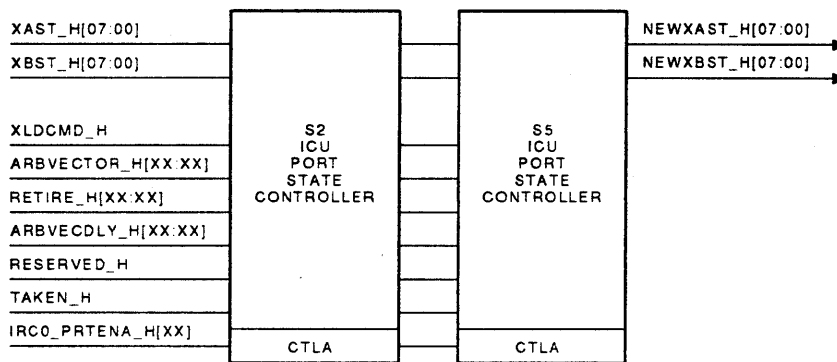 XAST_H[07:00]
XBST_H[07:00]
XLDCMD_H
ARBVECTOR_H[XX:XX]
RETIRE_H[XX:XX]
ARBVECDLY_H[XX:XX]
RESERVED_H
TAKEN_H
IRC0_PRTENA_H[XX]
S2
ICU
PORT
STATE
CONTROLLER
CTLA
S5
ICU
PORT
STATE
CONTROLLER
CTLA
NEWXAST_H[07:00]
NEWXBST_H[07:00]